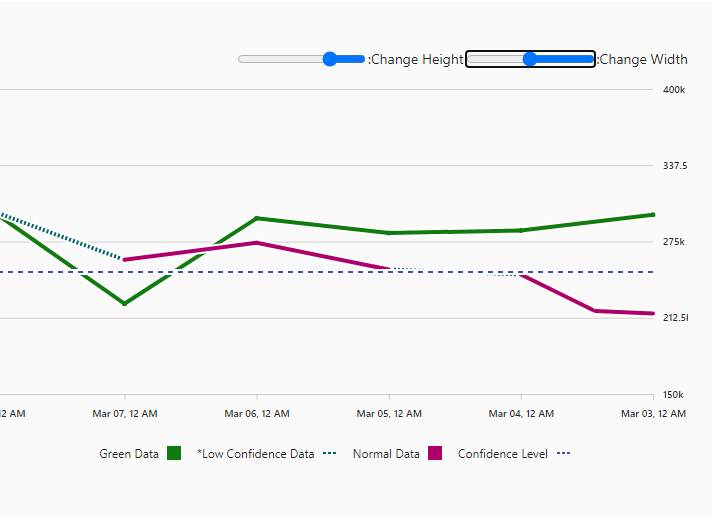 :Change Height :Change Width
400k
337.5
275k
212.5
150k
12 AM Mar 07, 12 AM Mar 06, 12 AM Mar 05, 12 AM Mar 04, 12 AM Mar 03, 12 AM
Green Data *Low Confidence Data Normal Data Confidence Level